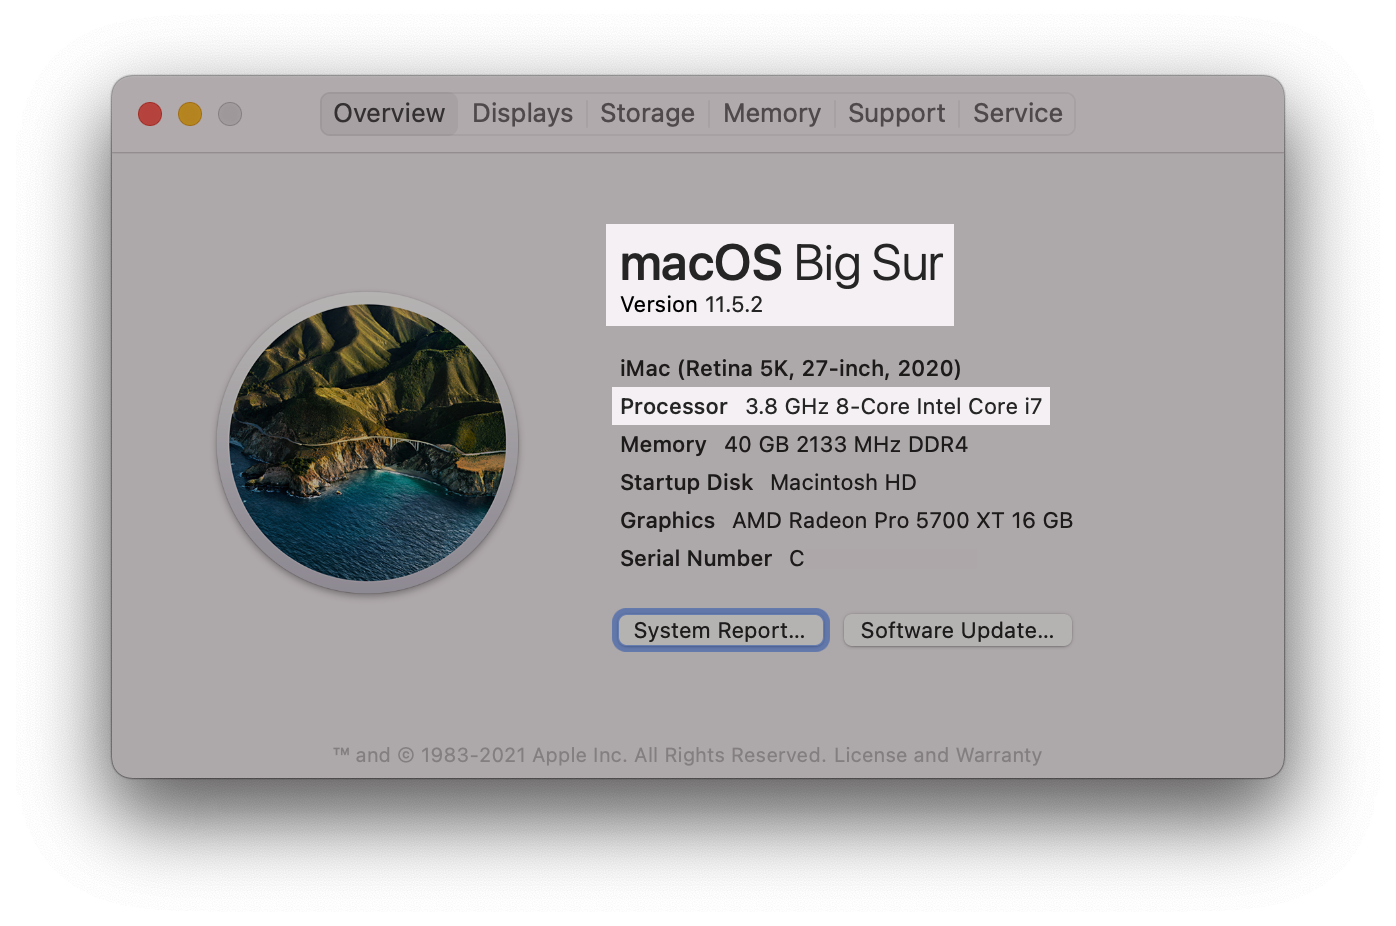 Overview Displays Storage Memory Support Service
macOS Big Sur
Version 11.5.2
iMac (Retina 5K, 27-inch, 2020)
Processor 3.8 GHz 8-Core Intel Core i7
Memory 40 GB 2133 MHz DDR4
Startup Disk Macintosh HD
Graphics AMD Radeon Pro 5700 XT 16 GB
Serial Number C
System Report... Software Update...
™ and © 1983-2021 Apple Inc. All Rights Reserved. License and Warranty